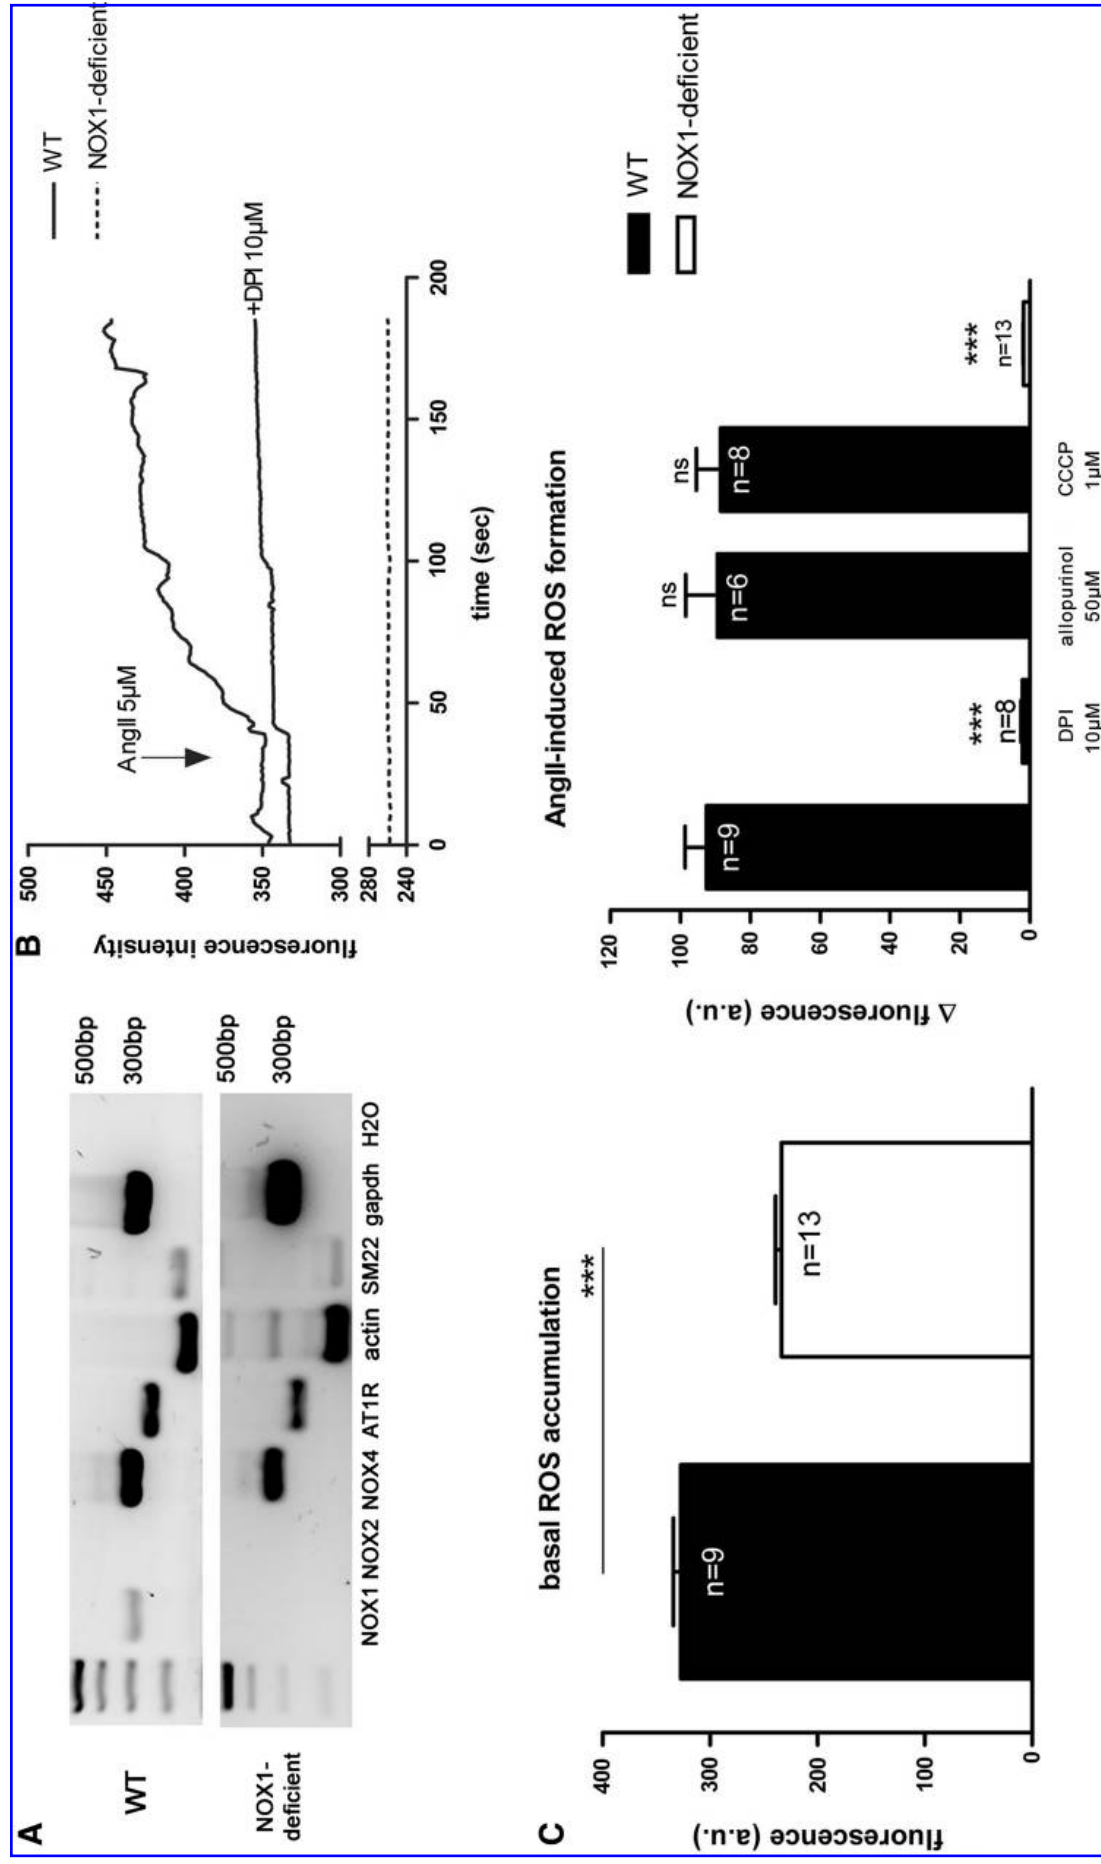 A
WT
500bp
300bp
NOX1-
deficient
500bp
300bp
NOX1 NOX2 NOX4 AT1R actin SM22 gapdh H2O
B
WT
NOX1-deficient
fluorescence intensity
500
450
400
350
300
280
240
AngII 5µM
+DPI 10µM
0 50 100 150 200
time (sec)
C
basal ROS accumulation
***
fluorescence (a.u.)
400
300
200
100
0
n=9
n=13
AngII-induced ROS formation
WT
NOX1-deficient
Δ fluorescence (a.u.)
120
100
80
60
40
20
0
n=9
***
n=8
ns
n=6
ns
n=8
***
n=13
DPI allopurinol CCCP
10µM 50µM 1µM